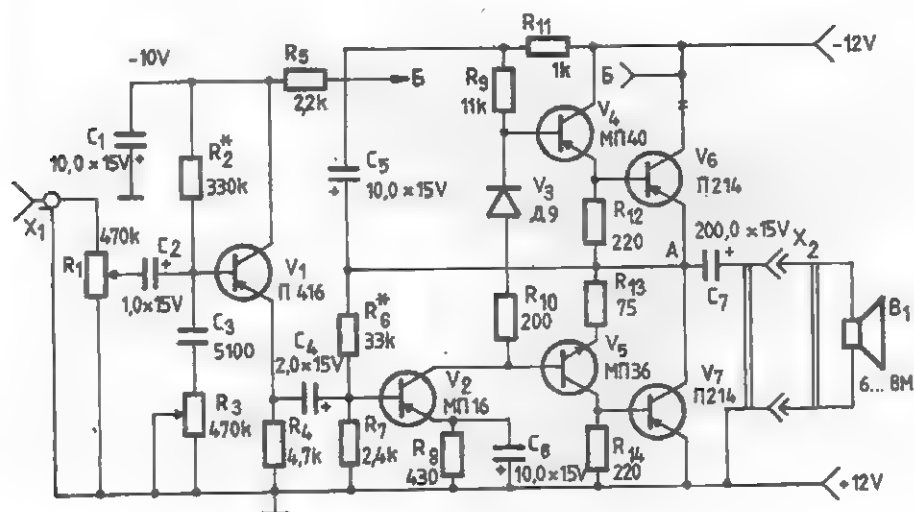 R11
1k
-12V
-10V
R5
2,2k
Б
R9
11k
Б
V4
МП40
C1
10,0×15V
+
R2*
330k
C5
10,0×15V
+
V3
Д9
V6
П214
X1
470k
R1
C2
+
1,0×15V
V1
П416
R12
220
A
200,0×15V
+
C7
X2
2
R6*
33k
R10
200
R13
75
B1
6...8M
C3
5100
C4
2,0×15V
+
V2
МП16
V5
МП36
V7
П214
R3
470k
R4
4,7k
R7
2,4k
R8
430
C6
+
10,0×15V
R14
220
+12V